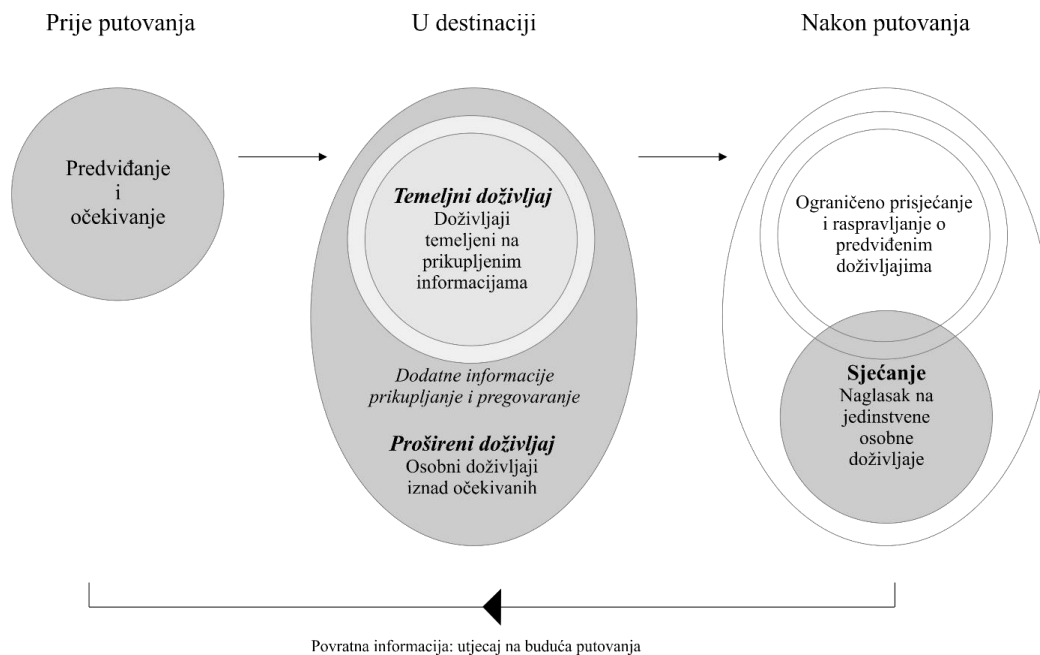 Prije putovanja
U destinaciji
Nakon putovanja
Predviđanje
i
očekivanje
Temeljni doživljaj
Doživljaji
temeljeni na
prikupljenim
informacijama
Dodatne informacije
prikupljanje i pregovaranje
Prošireni doživljaj
Osobni doživljaji
iznad očekivanih
Ograničeno prisjećanje
i raspravljanje o
predviđenim
doživljajima
Sjećanje
Naglasak na
jedinstvene
osobne
doživljaje
Povratna informacija: utjecaj na buduća putovanja